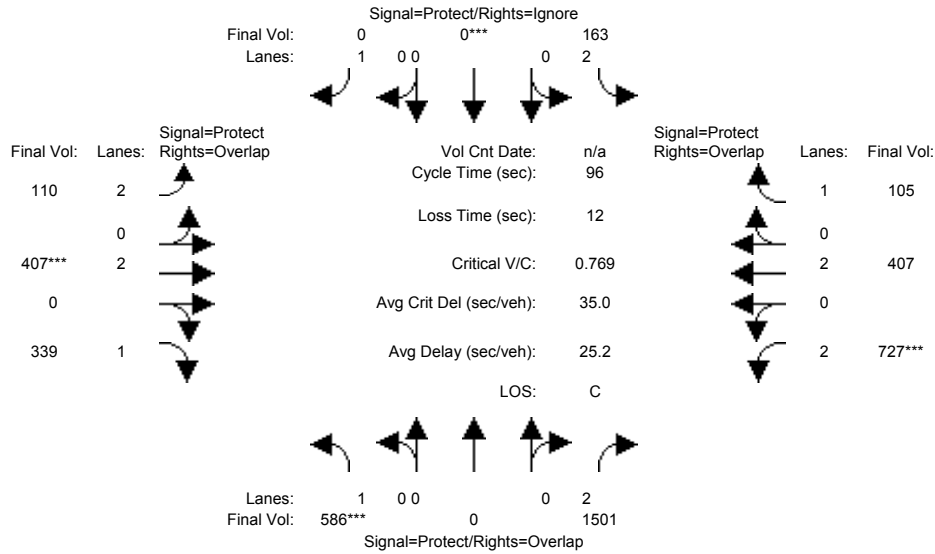 Signal=Protect/Rights=Ignore
Final Vol: 0 0*** 163
Lanes: 1 0 0 0 2
Signal=Protect
Final Vol: Lanes: Rights=Overlap
Vol Cnt Date: n/a
Signal=Protect
Rights=Overlap Lanes: Final Vol:
Cycle Time (sec): 96
110 2
1 105
Loss Time (sec): 12
0
0
407*** 2
Critical V/C: 0.769
2 407
0
Avg Crit Del (sec/veh): 35.0
0
339 1
Avg Delay (sec/veh): 25.2
2 727***
LOS: C
Lanes: 1 0 0 0 2
Final Vol: 586*** 0 1501
Signal=Protect/Rights=Overlap